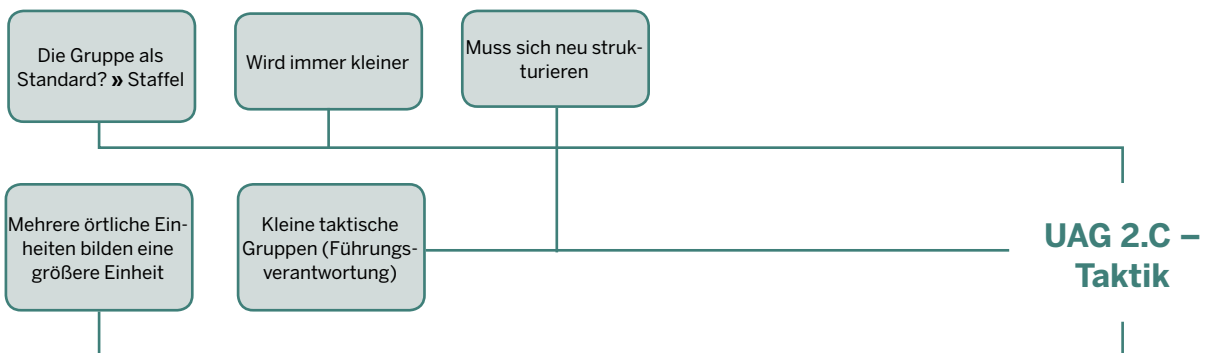 Die Gruppe als
Standard? » Staffel
Wird immer kleiner
Muss sich neu struk-
turieren
Mehrere örtliche Ein-
heiten bilden eine
größere Einheit
Kleine taktische
Gruppen (Führungs-
verantwortung)
UAG 2.C –
Taktik